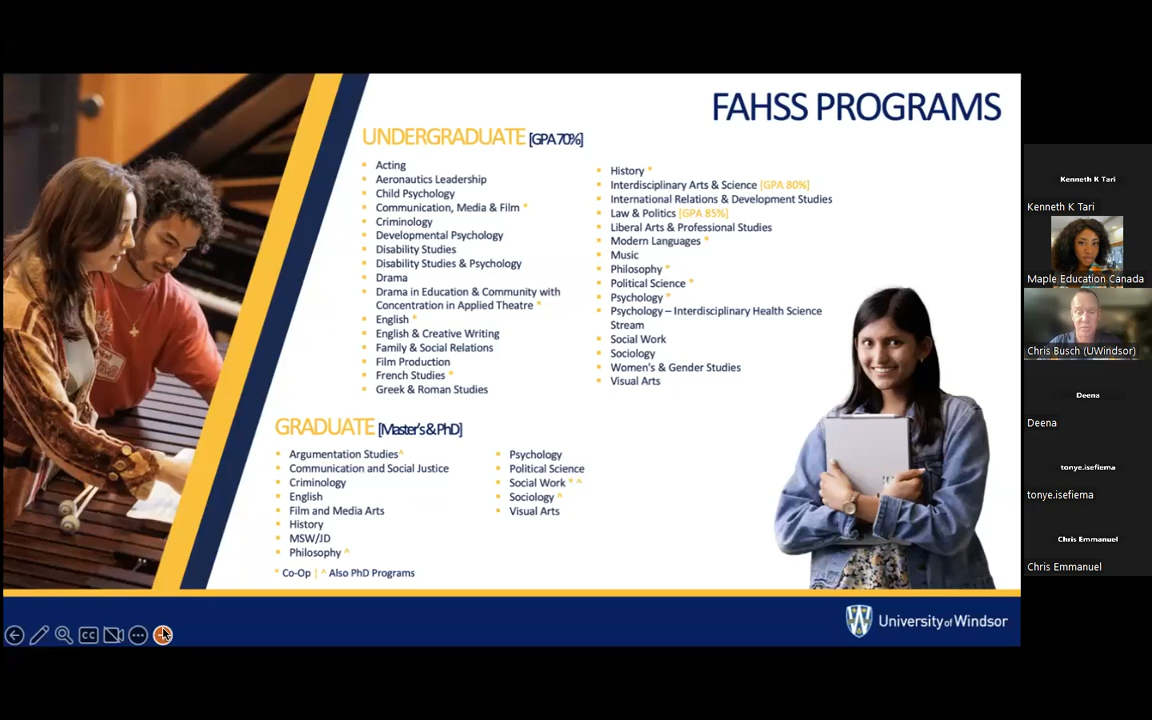 FAHSS PROGRAMS
UNDERGRADUATE [GPA 70%]
Acting
Aeronautics Leadership
Child Psychology
Communication, Media & Film *
Criminology
Developmental Psychology
Disability Studies
Disability Studies & Psychology
Drama
Drama in Education & Community with
Concentration in Applied Theatre *
English *
English & Creative Writing
Family & Social Relations
Film Production
French Studies *
Greek & Roman Studies
History *
Interdisciplinary Arts & Science [GPA 80%]
International Relations & Development Studies
Law & Politics [GPA 85%]
Liberal Arts & Professional Studies
Modern Languages *
Music
Philosophy *
Political Science *
Psychology *
Psychology – Interdisciplinary Health Science
Stream
Social Work
Sociology
Women's & Gender Studies
Visual Arts
GRADUATE [Master's & PhD]
Argumentation Studies ^
Communication and Social Justice
Criminology
English
Film and Media Arts
History
MSW/JD
Philosophy ^
Psychology
Political Science
Social Work * ^
Sociology ^
Visual Arts
* Co-Op | ^ Also PhD Programs
University of Windsor
CC
Kenneth K Tari
Kenneth K Tari
Maple Education Canada
Chris Busch (UWindsor)
Deena
Deena
tonye.isefiema
tonye.isefiema
Chris Emmanuel
Chris Emmanuel